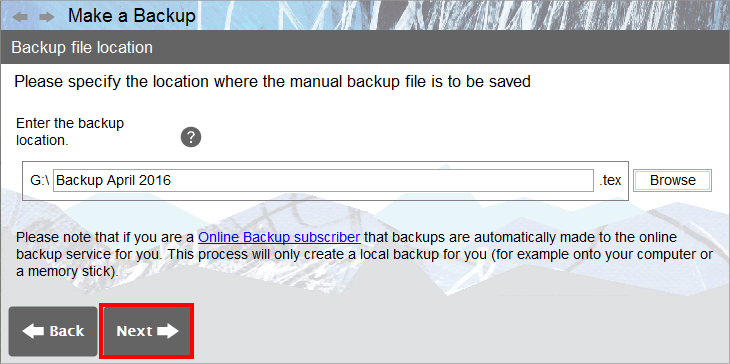 Make a Backup
Backup file location
Please specify the location where the manual backup file is to be saved
Enter the backup
location.
?
G:\ Backup April 2016 .tex Browse
Please note that if you are a Online Backup subscriber that backups are automatically made to the online
backup service for you. This process will only create a local backup for you (for example onto your computer or
a memory stick).
Back Next